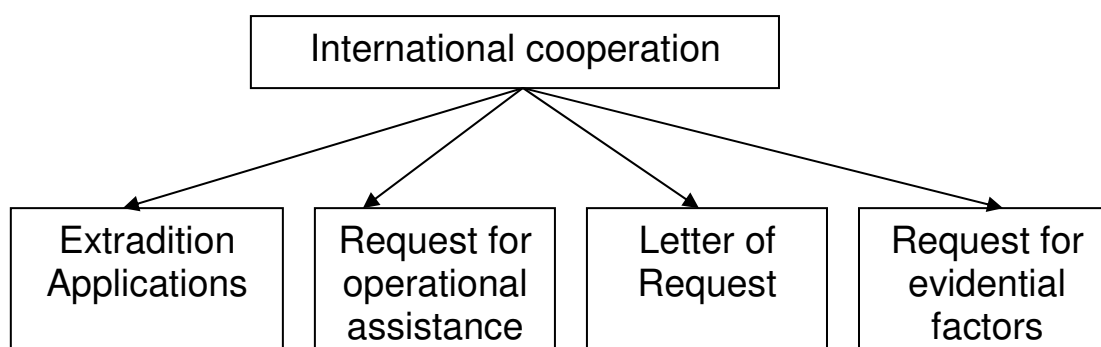 International cooperation
Extradition
Applications
Request for
operational
assistance
Letter of
Request
Request for
evidential
factors